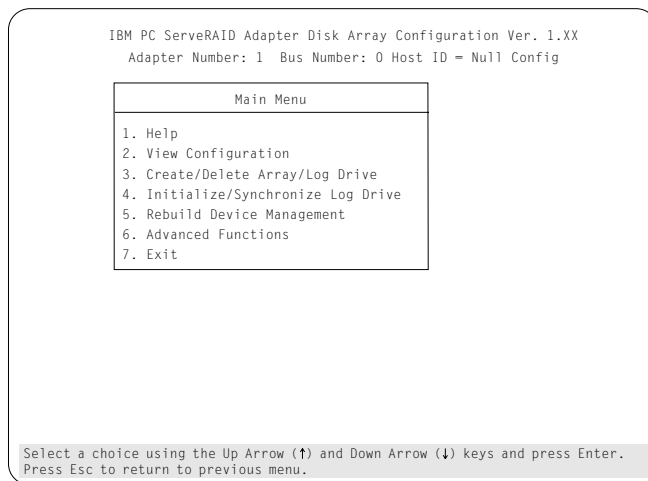 IBM PC ServeRAID Adapter Disk Array Configuration Ver. 1.XX
Adapter Number: 1 Bus Number: 0 Host ID = Null Config
Main Menu
1. Help
2. View Configuration
3. Create/Delete Array/Log Drive
4. Initialize/Synchronize Log Drive
5. Rebuild Device Management
6. Advanced Functions
7. Exit
Select a choice using the Up Arrow (↑) and Down Arrow (↓) keys and press Enter.
Press Esc to return to previous menu.